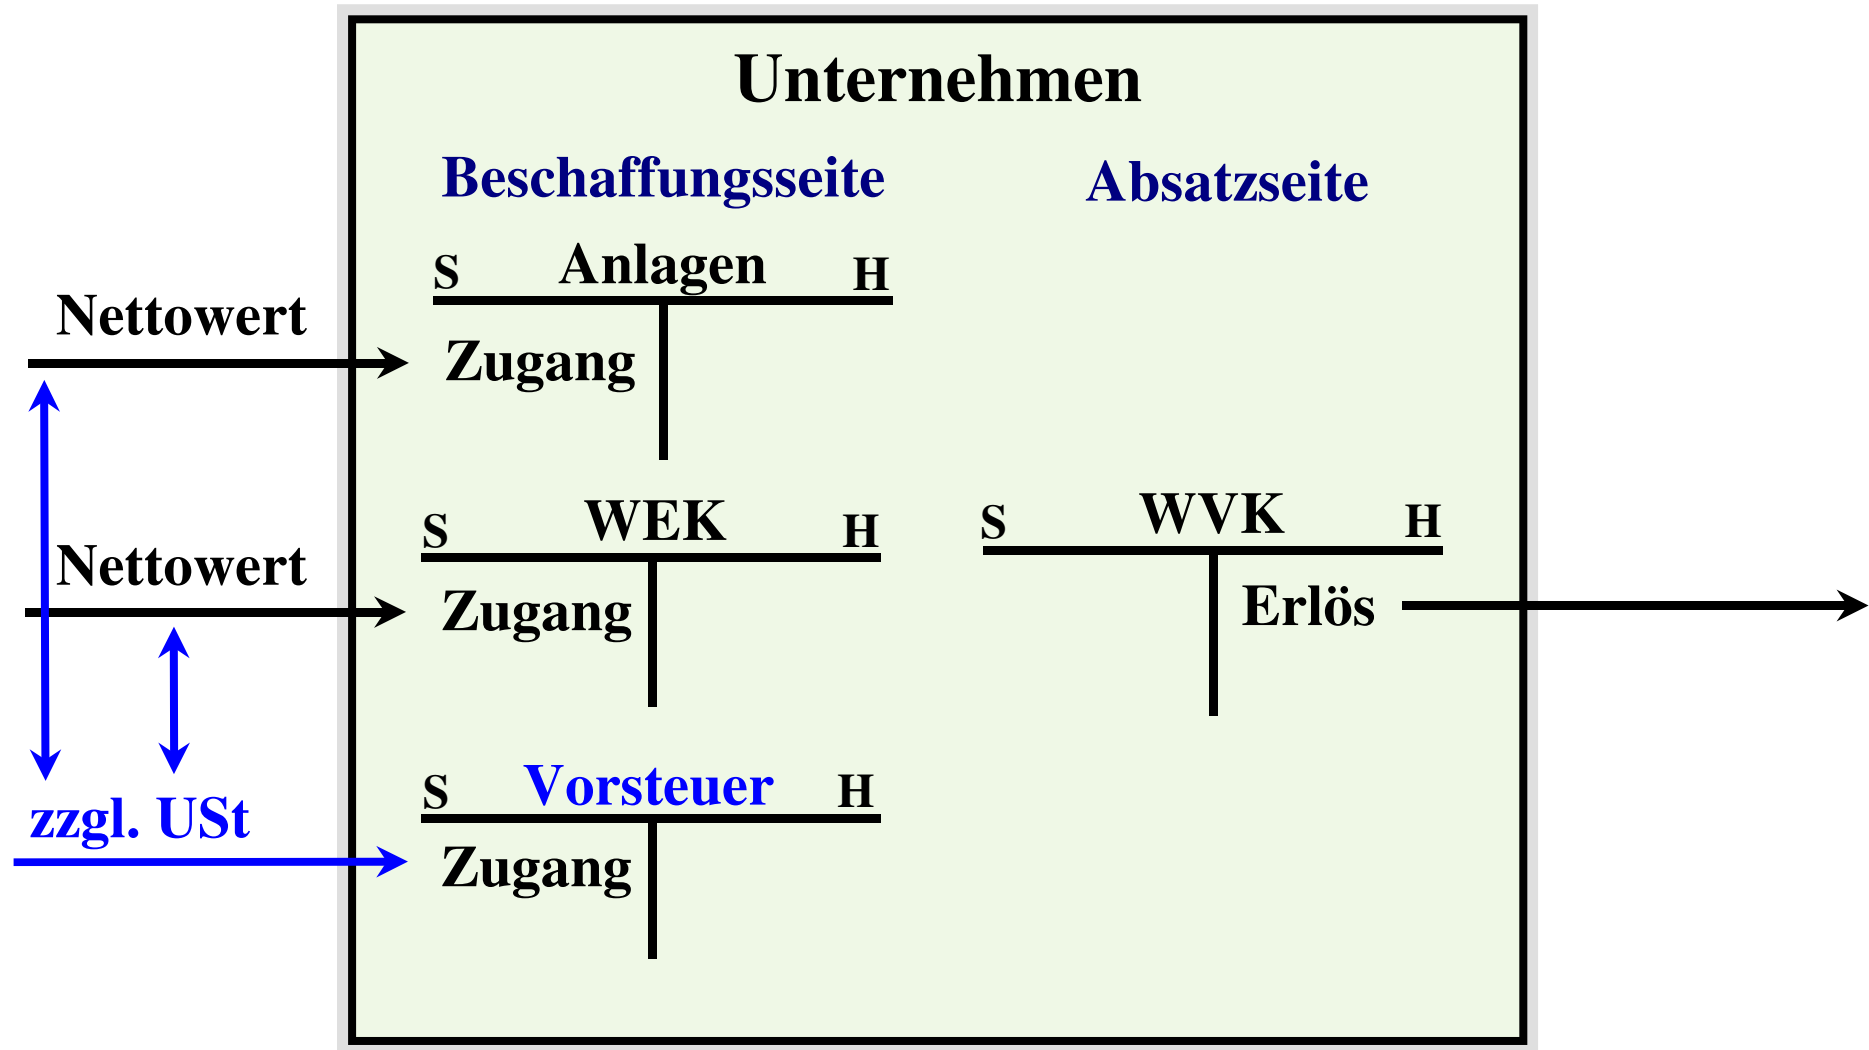 Unternehmen
Beschaffungsseite Absatzseite
S Anlagen H
Nettowert
Zugang
S WEK H
S WVK H
Nettowert
Zugang
Erlös
S Vorsteuer H
zzgl. USt
Zugang